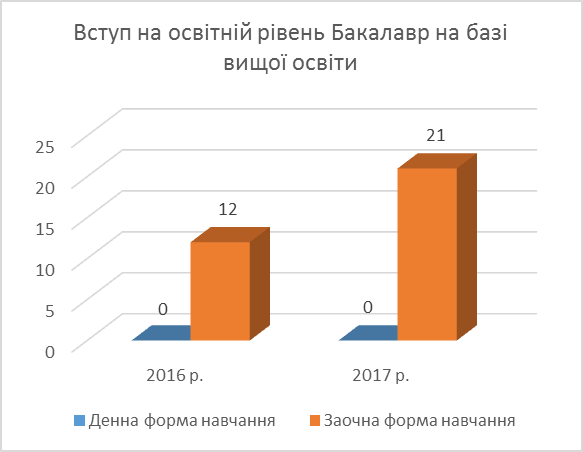 Вступ на освітній рівень Бакалавр на базі
вищої освіти
25
20
15
10
5
0
0
12
0
21
2016 р.
2017 р.
Денна форма навчання
Заочна форма навчання